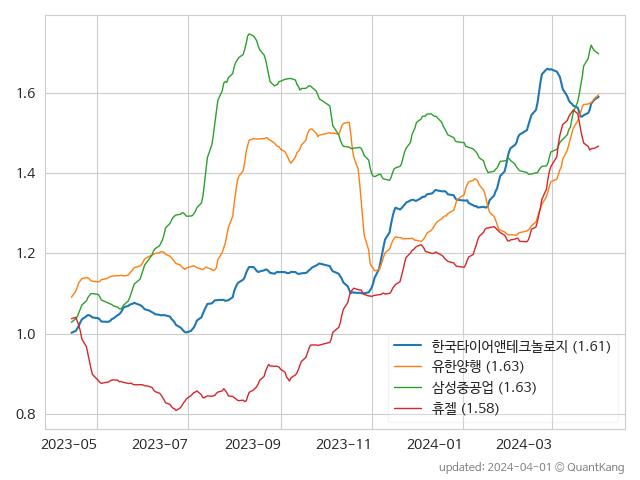 1.6
1.4
1.2
1.0
0.8
2023-05 2023-07 2023-09 2023-11 2024-01 2024-03
한국타이어앤테크놀로지 (1.61)
유한양행 (1.63)
삼성중공업 (1.63)
휴젤 (1.58)
updated: 2024-04-01 © QuantKang